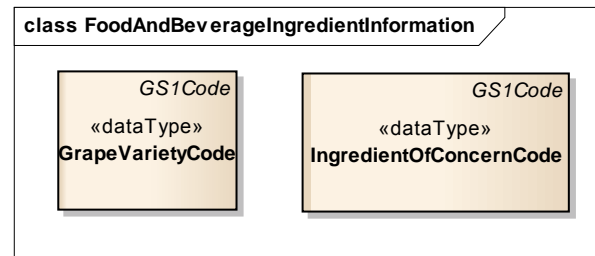 class FoodAndBeverageIngredientInformation
GS1Code
«dataType»
GrapeVarietyCode
GS1Code
«dataType»
IngredientOfConcernCode